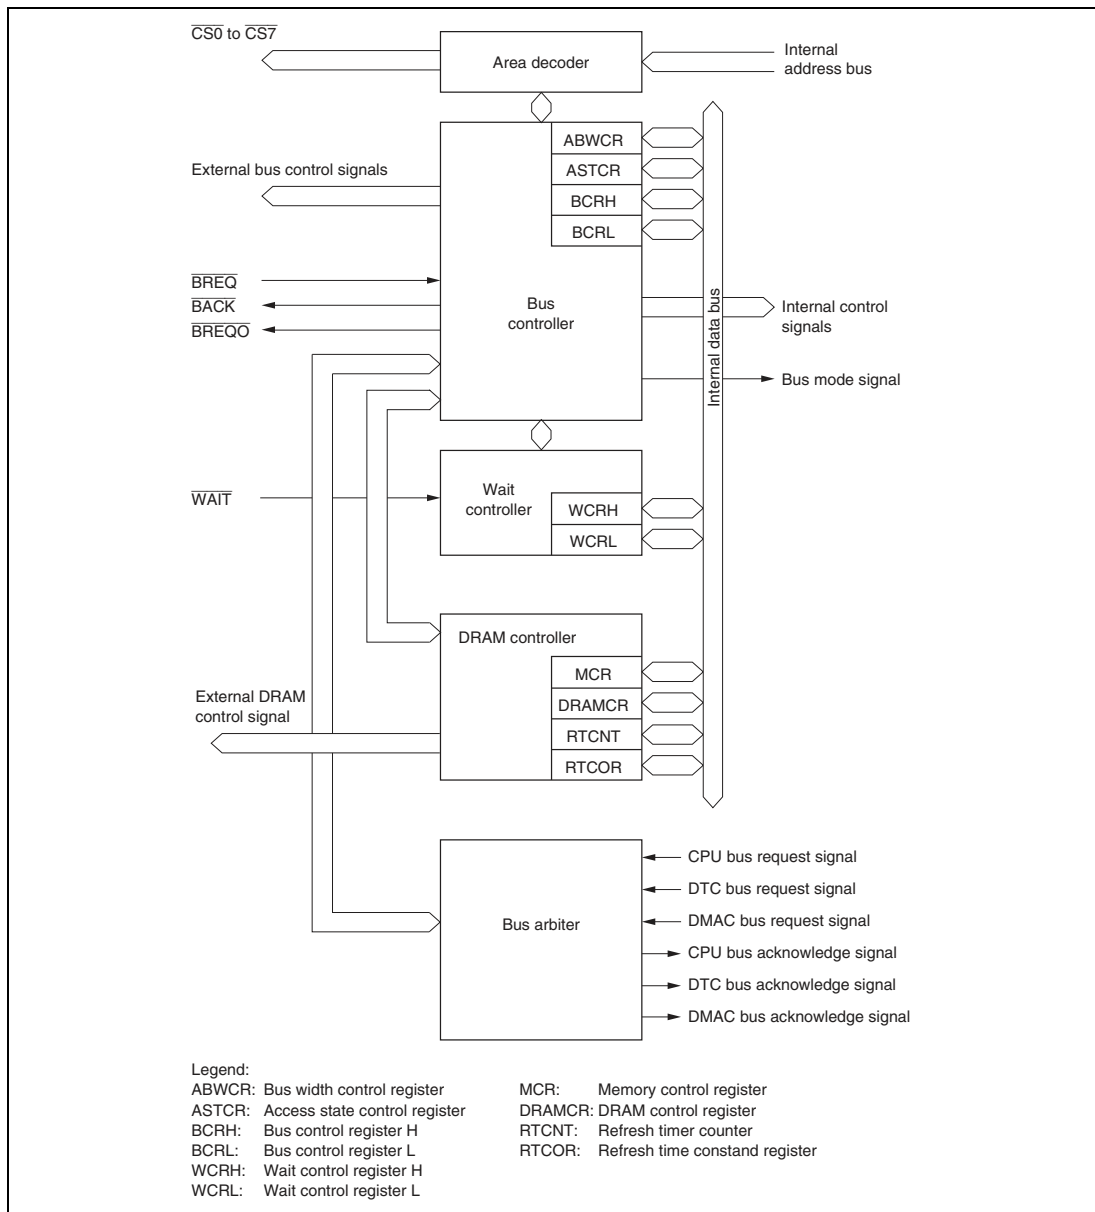 CS0 to CS7
Area decoder
Internal
address bus
ABWCR
ASTCR
BCRH
BCRL
External bus control signals
BREQ
BACK
BREQO
Bus
controller
Internal data bus
Internal control
signals
Bus mode signal
WAIT
Wait
controller
WCRH
WCRL
DRAM controller
MCR
DRAMCR
RTCNT
RTCOR
External DRAM
control signal
Bus arbiter
CPU bus request signal
DTC bus request signal
DMAC bus request signal
CPU bus acknowledge signal
DTC bus acknowledge signal
DMAC bus acknowledge signal
Legend:
ABWCR: Bus width control register
ASTCR: Access state control register
BCRH: Bus control register H
BCRL: Bus control register L
WCRH: Wait control register H
WCRL: Wait control register L
MCR: Memory control register
DRAMCR: DRAM control register
RTCNT: Refresh timer counter
RTCOR: Refresh time constand register